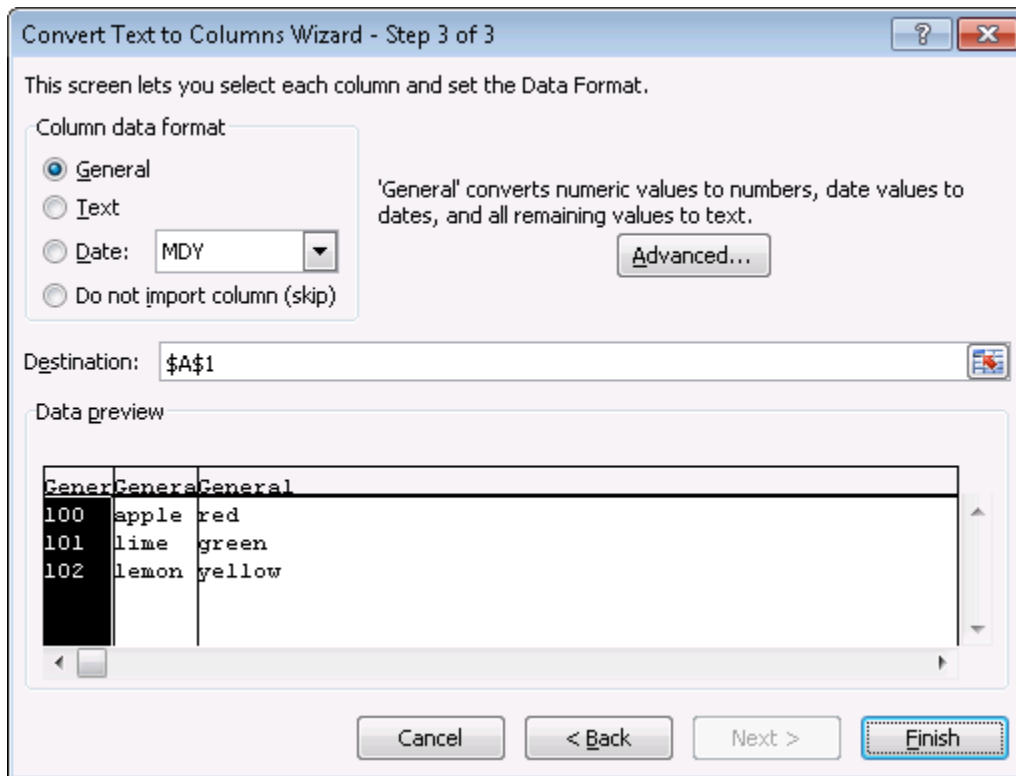 Convert Text to Columns Wizard - Step 3 of 3
This screen lets you select each column and set the Data Format.
Column data format
General
Text
Date: MDY
Do not import column (skip)
'General' converts numeric values to numbers, date values to
dates, and all remaining values to text.
Advanced...
Destination: $A$1
Data preview
Gener Genera General
100 apple red
101 lime green
102 lemon yellow
Cancel < Back Next > Finish